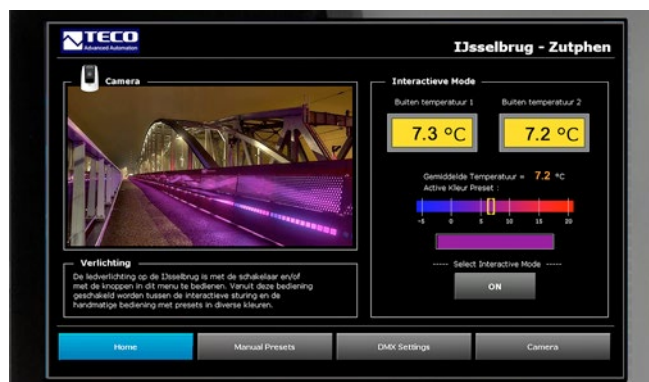 TECO
Advanced Automation
IJsselbrug - Zutphen
Camera
Interactieve Mode
Buiten temperatuur 1
Buiten temperatuur 2
7.3 °C
7.2 °C
Gemiddelde Temperatuur = 7.2 °C
Active Kleur Preset :
-5 0 5 10 15 20
----- Select Interactive Mode -----
ON
Verlichting
De ledverlichting op de IJsselbrug is met de schakelaar en/of
met de knoppen in dit menu te bedienen. Vanuit deze bediening
geschakeld worden tussen de interactieve sturing en de
handmatige bediening met presets in diverse kleuren.
Home
Manual Presets
DMX Settings
Camera